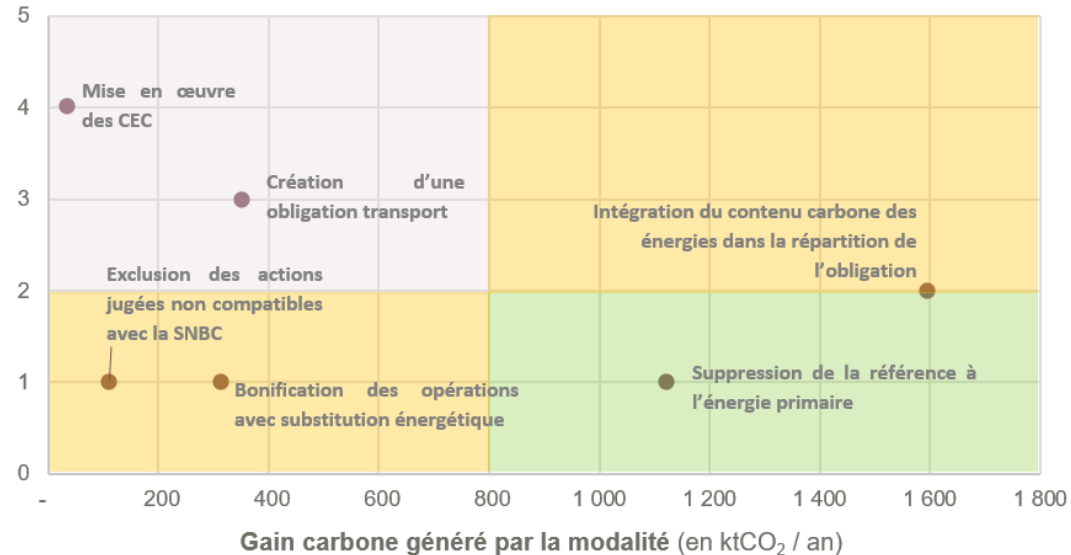 5
4
3
2
1
0
Mise en œuvre
des CEC
Création d’une
obligation transport
Intégration du contenu carbone des
énergies dans la répartition de
l’obligation
Exclusion des actions
jugées non compatibles
avec la SNBC
Bonification des opérations
avec substitution énergétique
Suppression de la référence à
l’énergie primaire
- 200 400 600 800 1 000 1 200 1 400 1 600 1 800
Gain carbone généré par la modalité (en ktCO₂ / an)